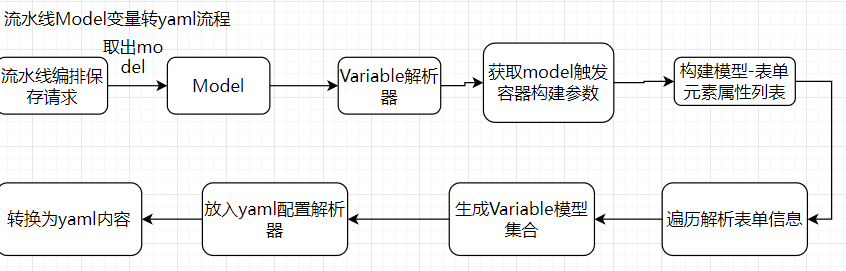 流水线Model变量转yaml流程
取出mo
del
流水线编排保
存请求
Model
Variable解析
器
获取model触发
容器构建参数
构建模型-表单
元素属性列表
转换为yaml内容
放入yaml配置解析
器
生成Variable模型
集合
遍历解析表单信息